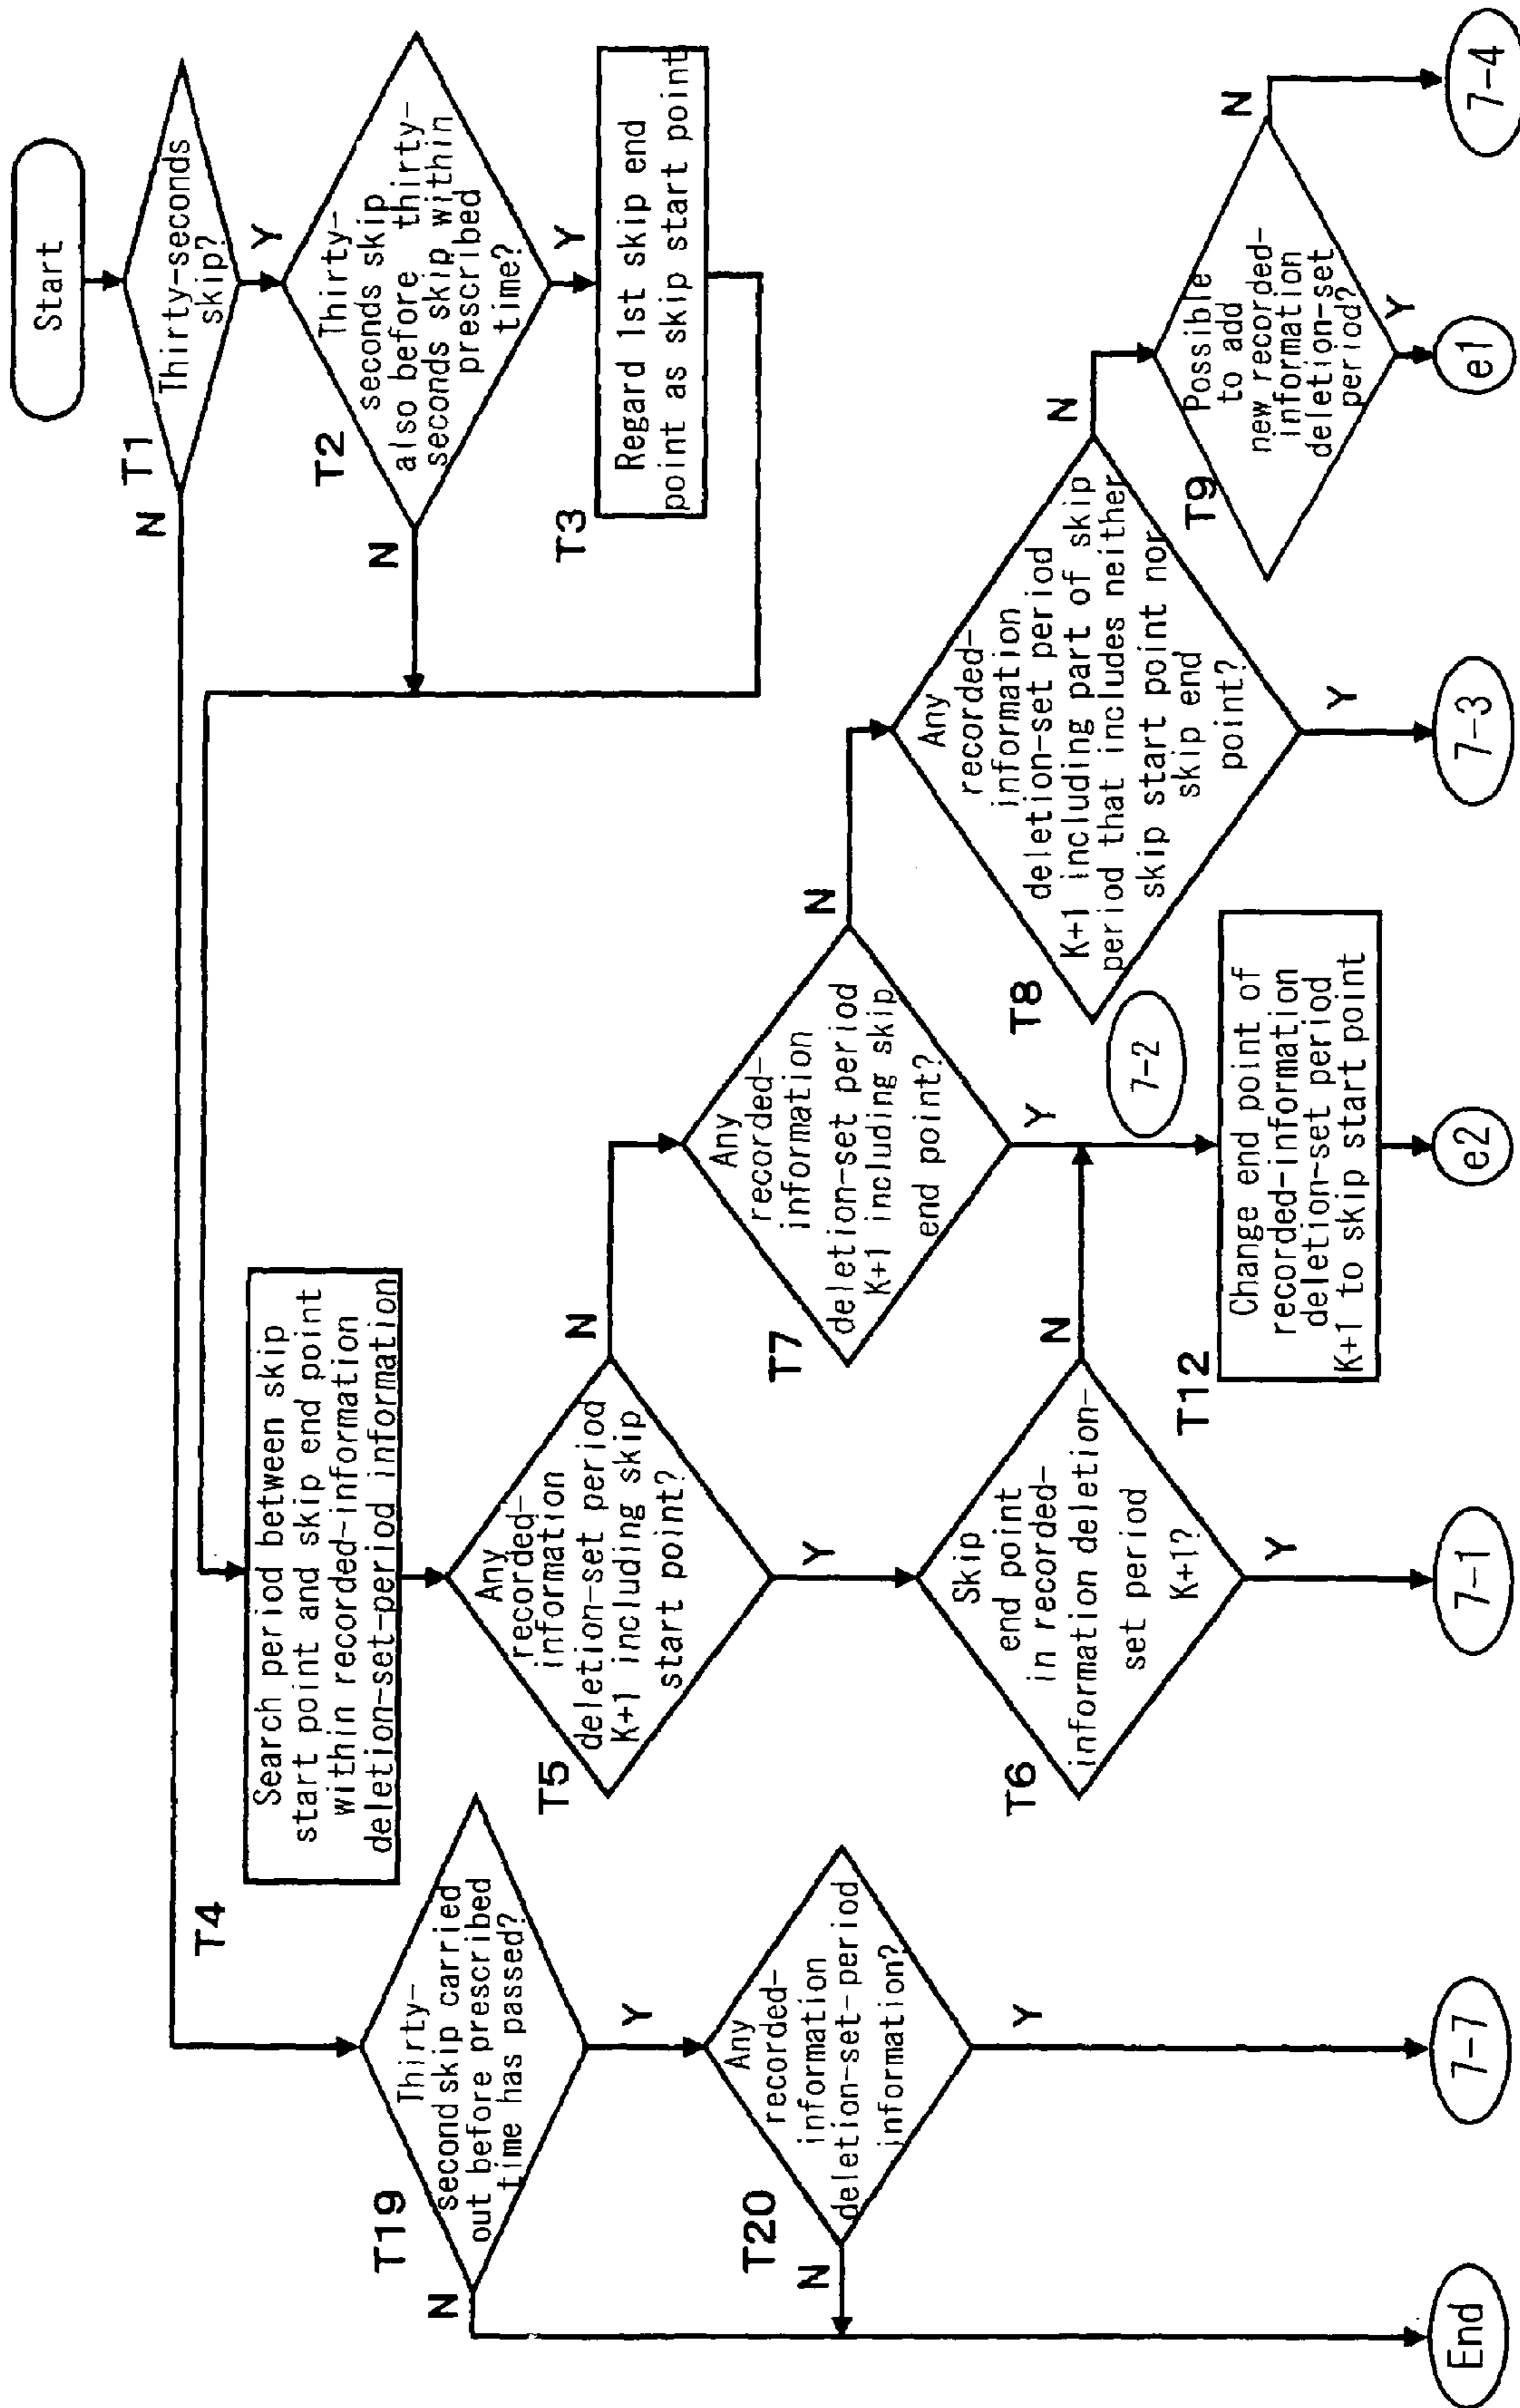 Start
T1
Thirty-seconds
skip?
N
Y
T2
Thirty-
seconds skip
also before thirty-
seconds skip within
prescribed
time?
N
Y
T3
Regard 1st skip end
point as skip start point
T4
Search period between skip
start point and skip end point
within recorded-information
deletion-set-period information
T5
Any
recorded-
information
deletion-set period
K+1 including skip
start point?
N
Y
T6
Skip
end point
in recorded-
information deletion-
set period
K+1?
N
Y
7-1
T7
Any
recorded-
information
deletion-set period
K+1 including skip
end point?
N
Y
7-2
T12
Change end point of
recorded-information
deletion-set period
K+1 to skip start point
e2
T8
Any
recorded-
information
deletion-set period
K+1 including part of skip
period that includes neither
skip start point nor
skip end
point?
N
Y
7-3
T9
Possible
to add
new recorded-
information
deletion-set
period?
N
Y
e1
7-4
T19
Thirty-
second skip carried
out before prescribed
time has passed?
N
Y
T20
Any
recorded-
information
deletion-set-period
information?
N
Y
7-7
End